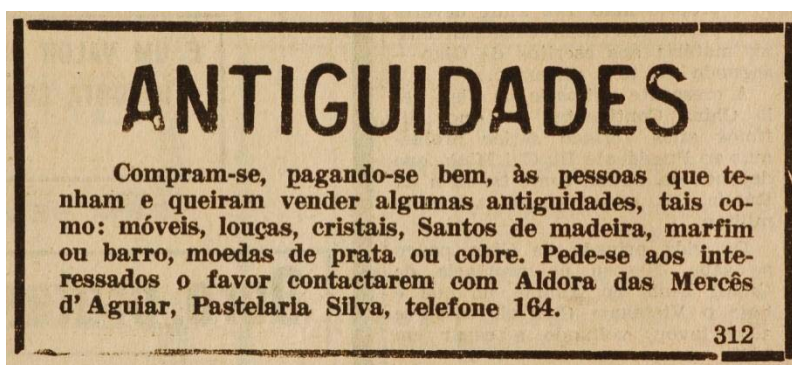 ANTIGUIDADES
Compram-se, pagando-se bem, às pessoas que te-
nham e queiram vender algumas antiguidades, tais co-
mo: móveis, louças, cristais, Santos de madeira, marfim
ou barro, moedas de prata ou cobre. Pede-se aos inte-
ressados o favor contactarem com Aldora das Mercês
d' Aguiar, Pastelaria Silva, telefone 164.
312